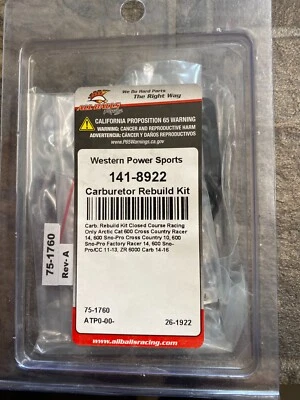 We Do Hard Parts
The Right Way
ALL BALLS
RACING
CALIFORNIA PROPOSITION 65 WARNING
WARNING: CANCER AND REPRODUCTIVE HARM
ADVERTENCIA: CÁNCER Y DAÑOS REPRODUCTIVOS
www.P65Warnings.ca.gov
Western Power Sports
141-8922
Carburetor Rebuild Kit
Carb. Rebuild Kit Closed Course Racing
Only Arctic Cat 600 Cross Country Racer
14, 600 Sno-Pro Cross Country 10, 600
Sno-Pro Factory Racer 14, 600 Sno-
Pro/CC 11-13, ZR 6000 Carb 14-16
75-1760
ATP0-00-
26-1922
75-1760
Rev- A
www.allballsracing.com